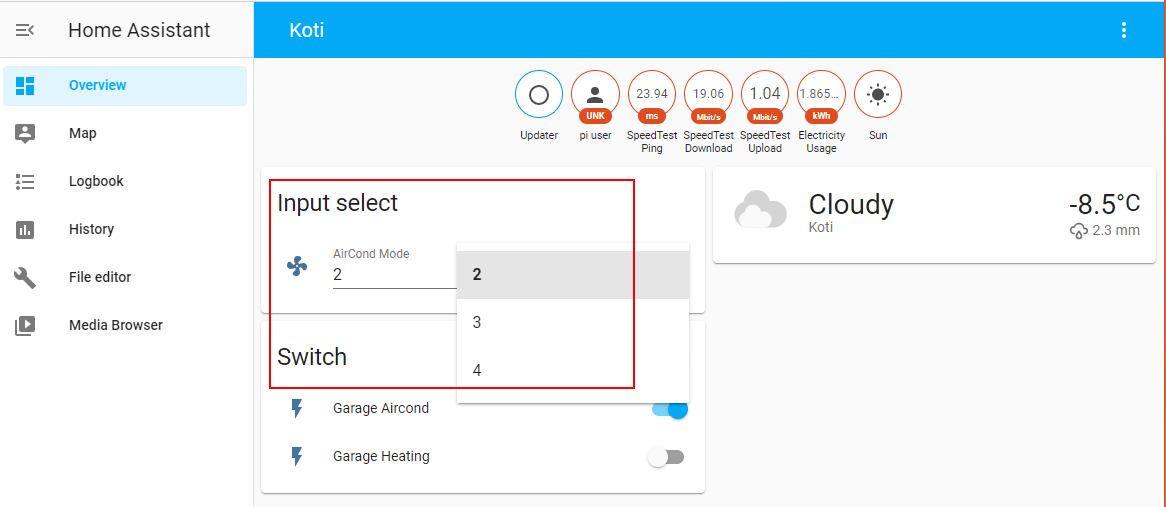 Home Assistant
Koti
Overview
Map
Logbook
History
File editor
Media Browser
23.94
19.06
1.04
1.865...
UNK
ms
Mbit/s
Mbit/s
kWh
Updater
pi user
SpeedTest
Ping
SpeedTest
Download
SpeedTest
Upload
Electricity
Usage
Sun
Input select
AirCond Mode
2
2
3
4
Switch
Garage Aircond
Garage Heating
Cloudy
Koti
-8.5°C
2.3 mm